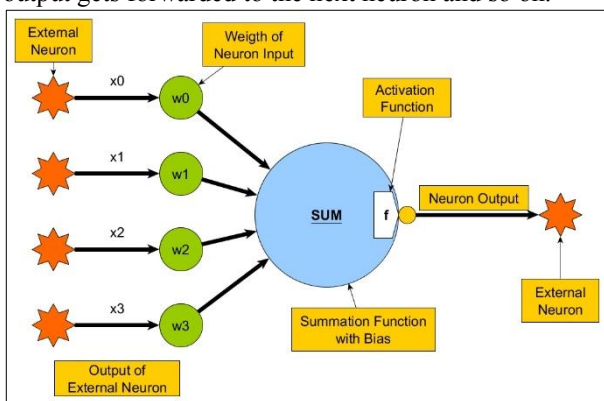 output gets forwarded to the next neuron and so on.
External
Neuron
Weigth of
Neuron Input
x0
w0
Activation
Function
x1
w1
SUM
f
Neuron Output
x2
w2
x3
w3
Summation Function
with Bias
External
Neuron
Output of
External Neuron